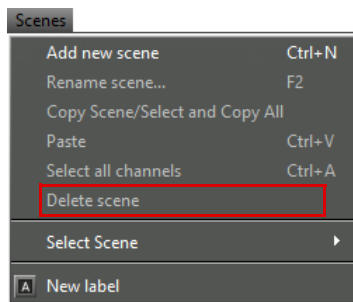 Scenes
Add new scene Ctrl+N
Rename scene... F2
Copy Scene/Select and Copy All
Paste Ctrl+V
Select all channels Ctrl+A
Delete scene
Select Scene
A New label